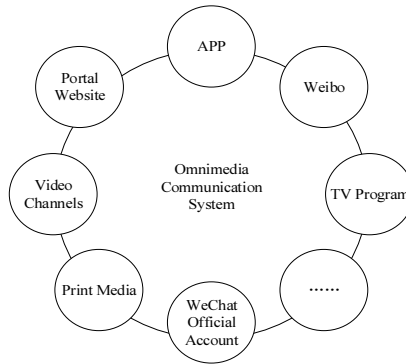 APP
Portal
Website
Weibo
Omnimedia
Communication
System
Video
Channels
TV Program
Print Media
......
WeChat
Official
Account